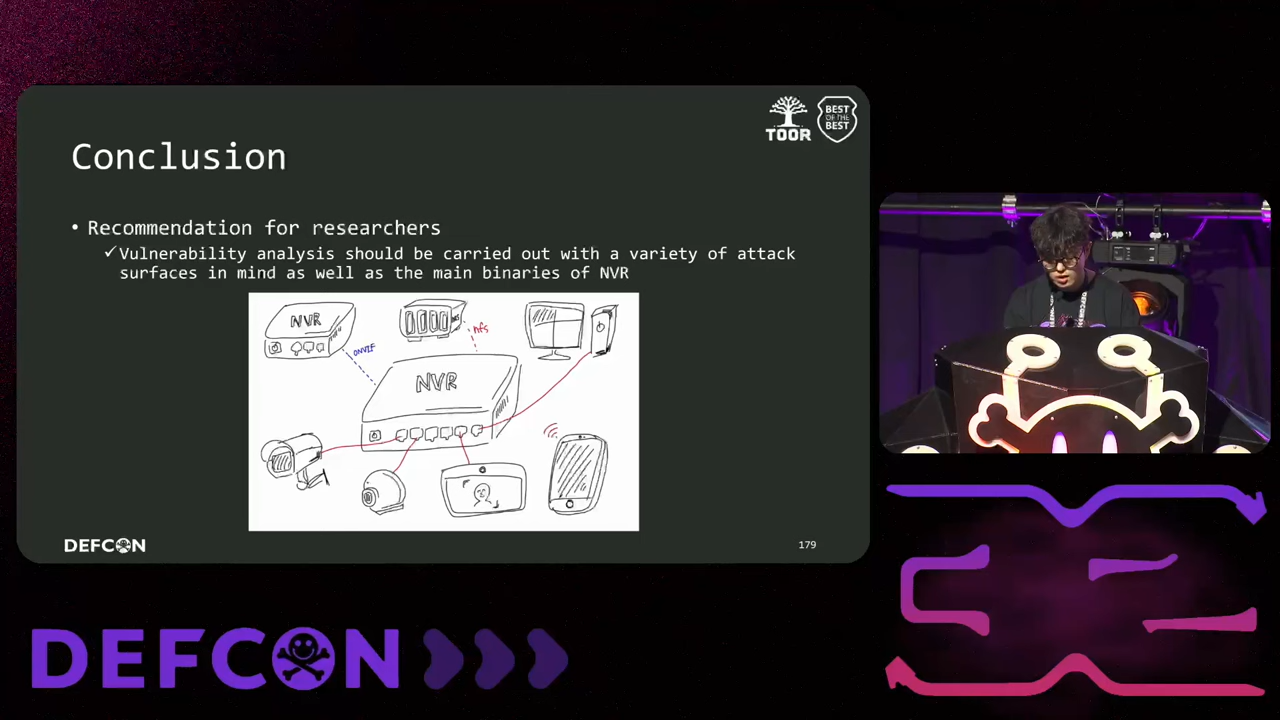 TOOR
BEST
OF THE
BEST
Conclusion
• Recommendation for researchers
✓Vulnerability analysis should be carried out with a variety of attack
surfaces in mind as well as the main binaries of NVR
NVR
nfs
ONVIF
NVR
DEFCON
179
DEFCON